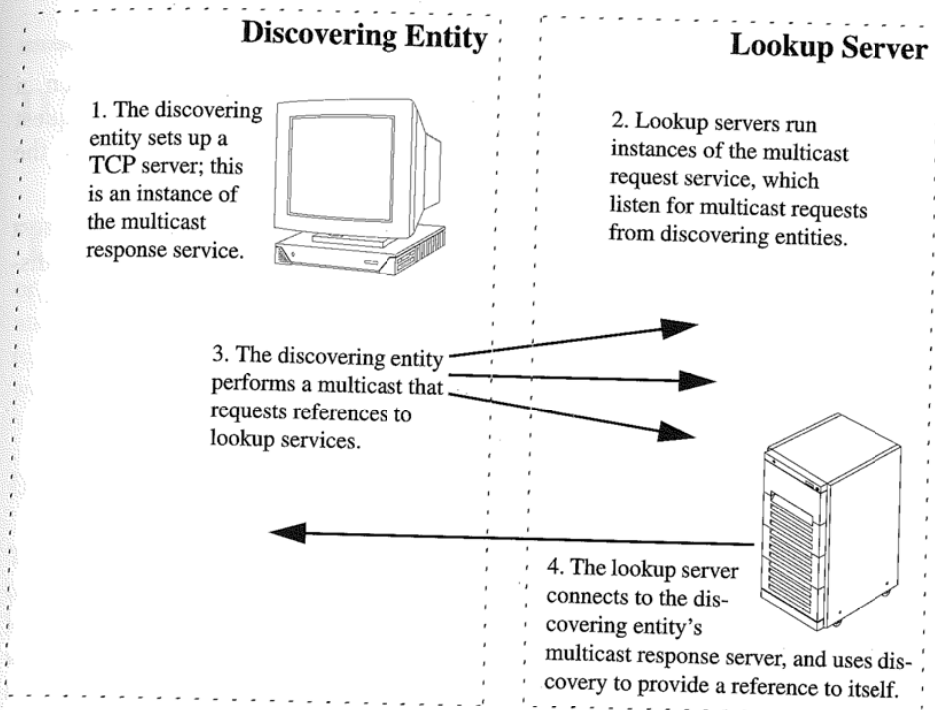 Discovering Entity
Lookup Server
1. The discovering
entity sets up a
TCP server; this
is an instance of
the multicast
response service.
2. Lookup servers run
instances of the multicast
request service, which
listen for multicast requests
from discovering entities.
3. The discovering entity
performs a multicast that
requests references to
lookup services.
4. The lookup server
connects to the dis-
covering entity's
multicast response server, and uses dis-
covery to provide a reference to itself.